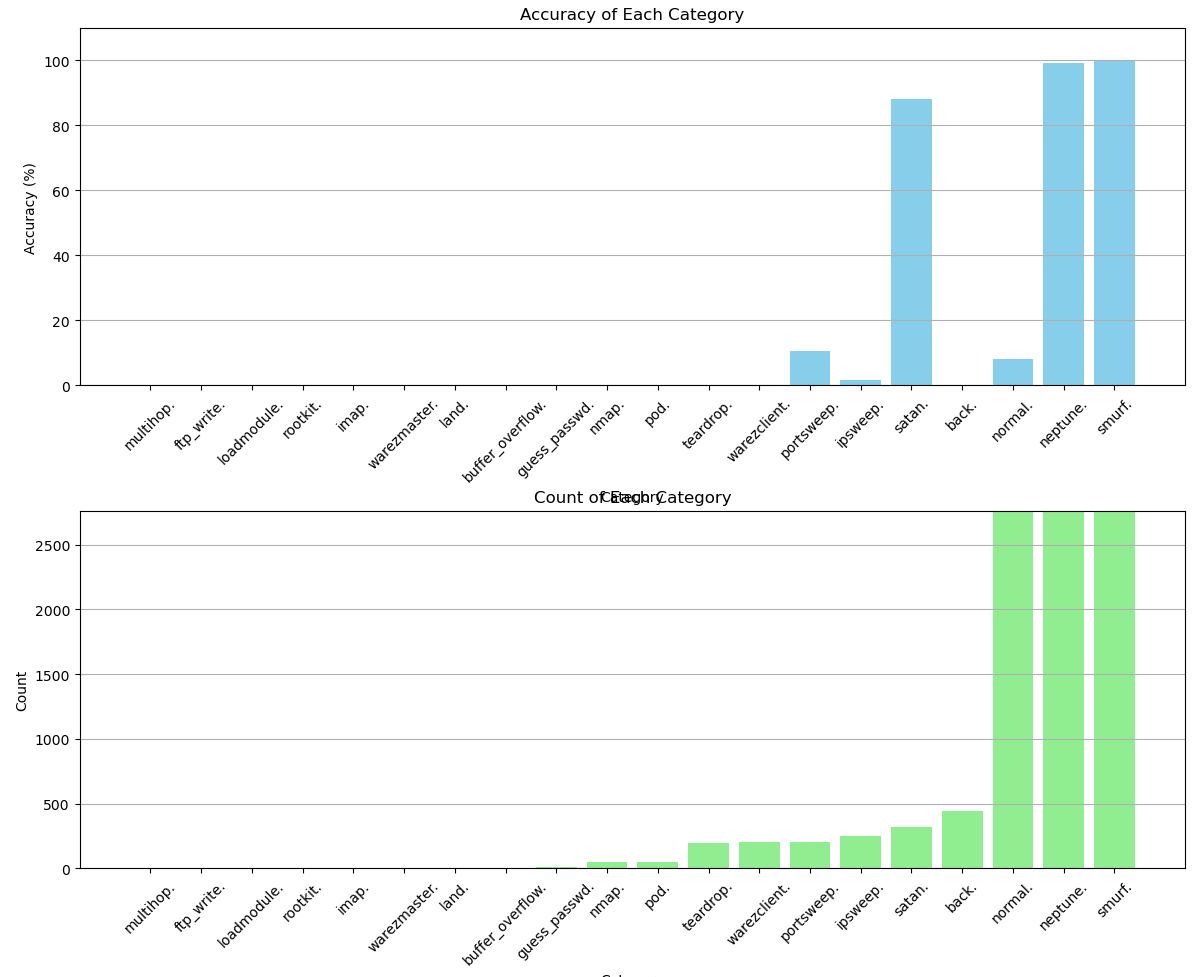 Accuracy of Each Category
Accuracy (%)
100
80
60
40
20
0
multihop.
ftp_write.
loadmodule.
rootkit.
imap.
warezmaster.
land.
buffer_overflow.
guess_passwd.
nmap.
pod.
teardrop.
warezclient.
portsweep.
ipsweep.
satan.
back.
normal.
neptune.
smurf.
Category
Count of Each Category
Count
2500
2000
1500
1000
500
0
multihop.
ftp_write.
loadmodule.
rootkit.
imap.
warezmaster.
land.
buffer_overflow.
guess_passwd.
nmap.
pod.
teardrop.
warezclient.
portsweep.
ipsweep.
satan.
back.
normal.
neptune.
smurf.